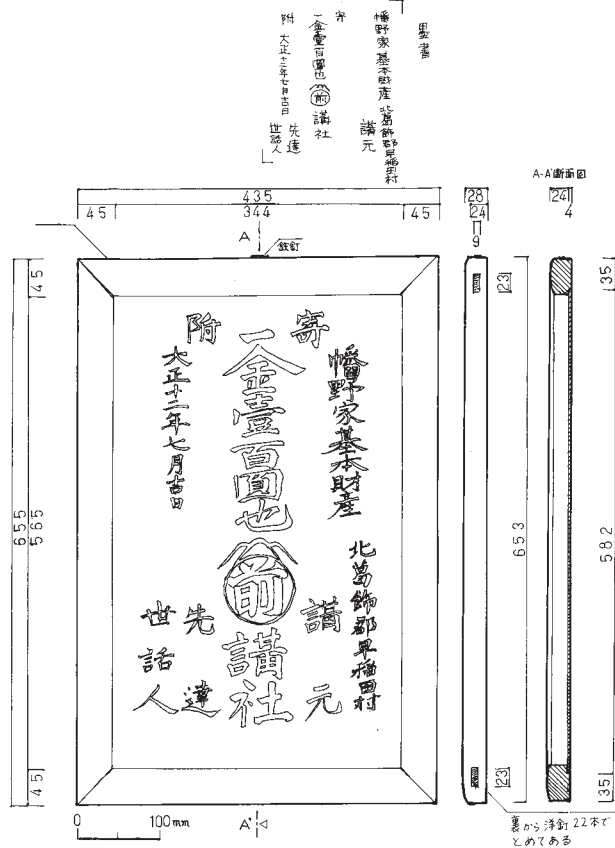 墨書
幡野家基本財産 北葛飾郡早稲田村
講元
寄
一金壹百圓也 前 講社
附 大正十二年七月吉日
先達
世話人
435
45 344 45
A
鉄釘
28
24
9
A-A'断面図
24
4
45
565
655
45
23
23
653
35
582
35
寄
附
幡野家基本財産
北葛飾郡早稲田村
講元
一金壹百圓也
前
講社
大正十二年七月吉日
先達
世話人
0 100mm
A'
裏から洋釘22本で
とめてある